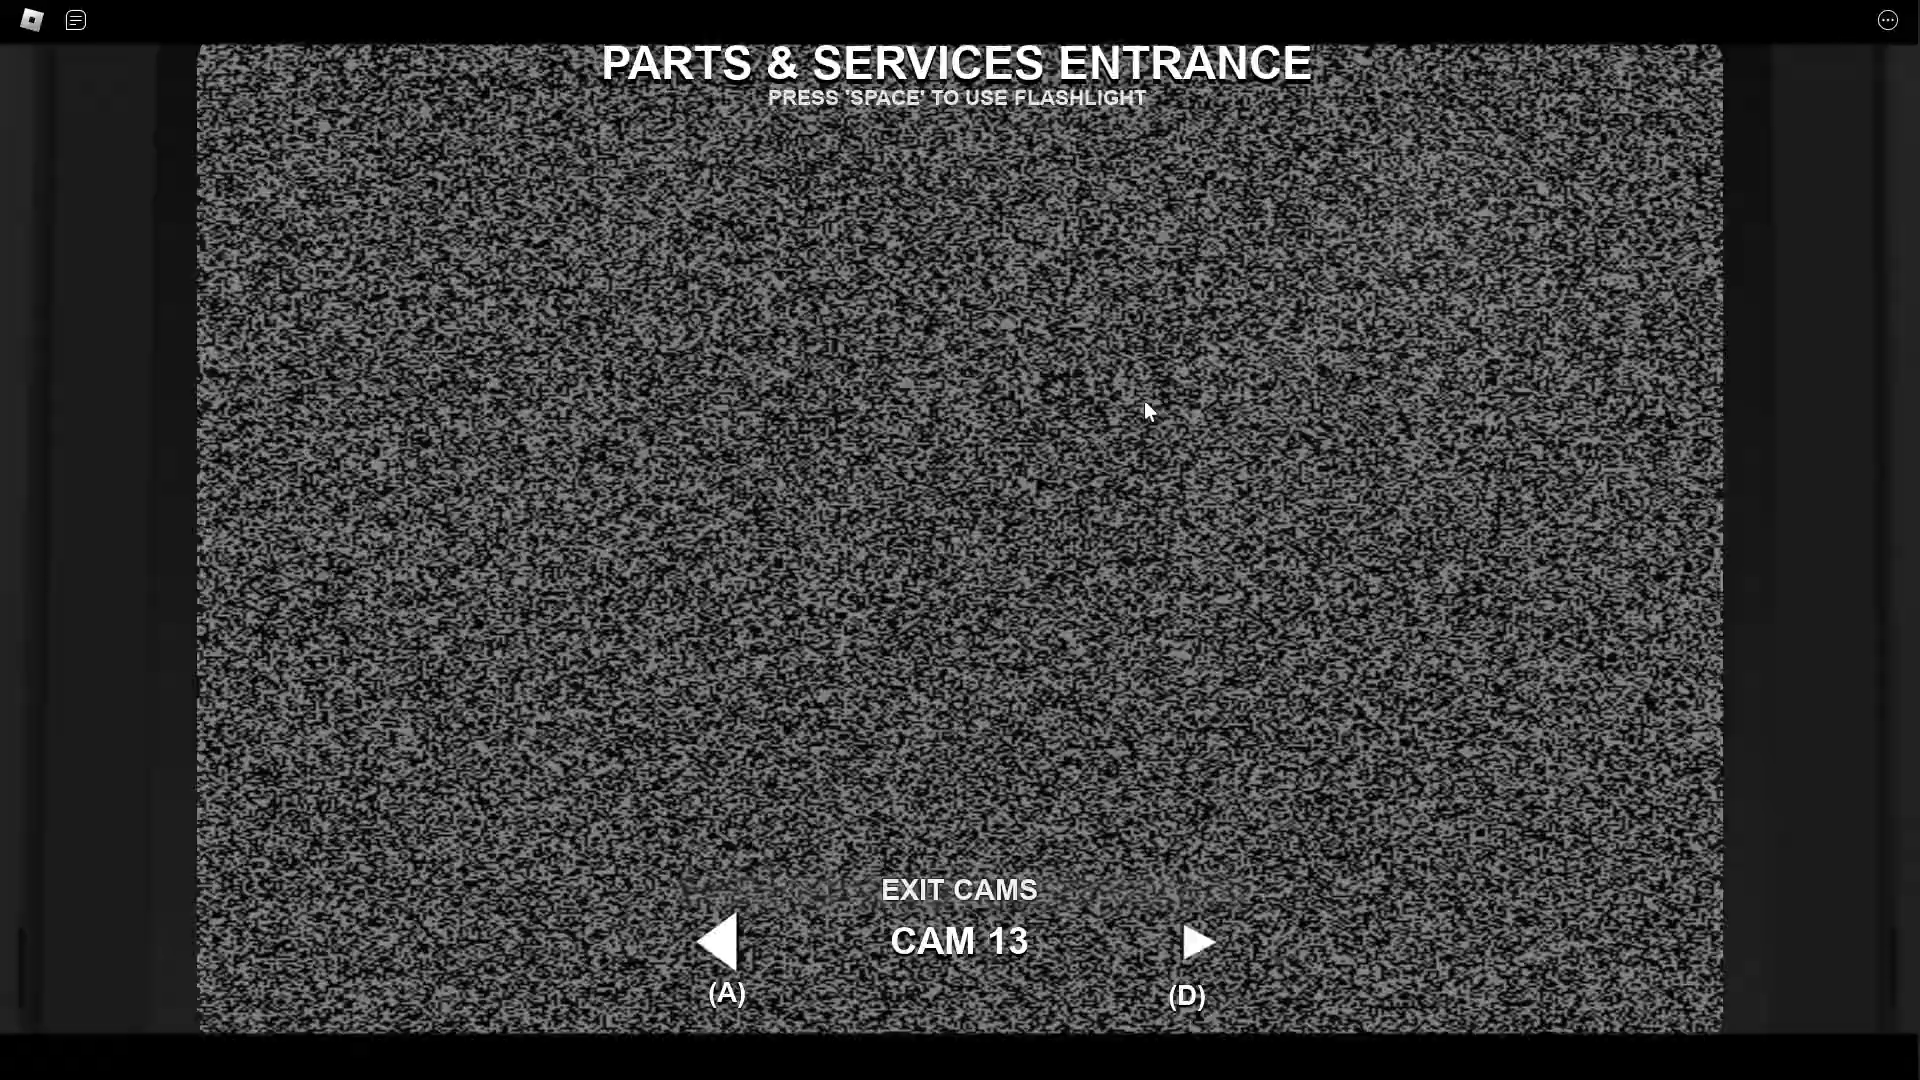 PARTS & SERVICES ENTRANCE
PRESS 'SPACE' TO USE FLASHLIGHT
EXIT CAMS
CAM 13
(A)
(D)